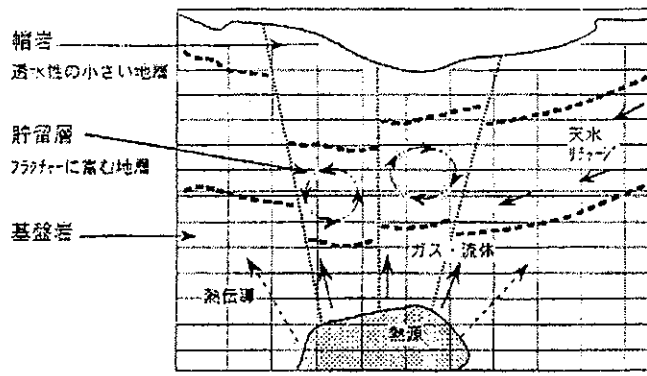 帽岩
透水性の小さい地層
貯留層
フラクチャーに富む地層
基盤岩
天水
リチャージ
ガス・流体
熱伝導
熱源